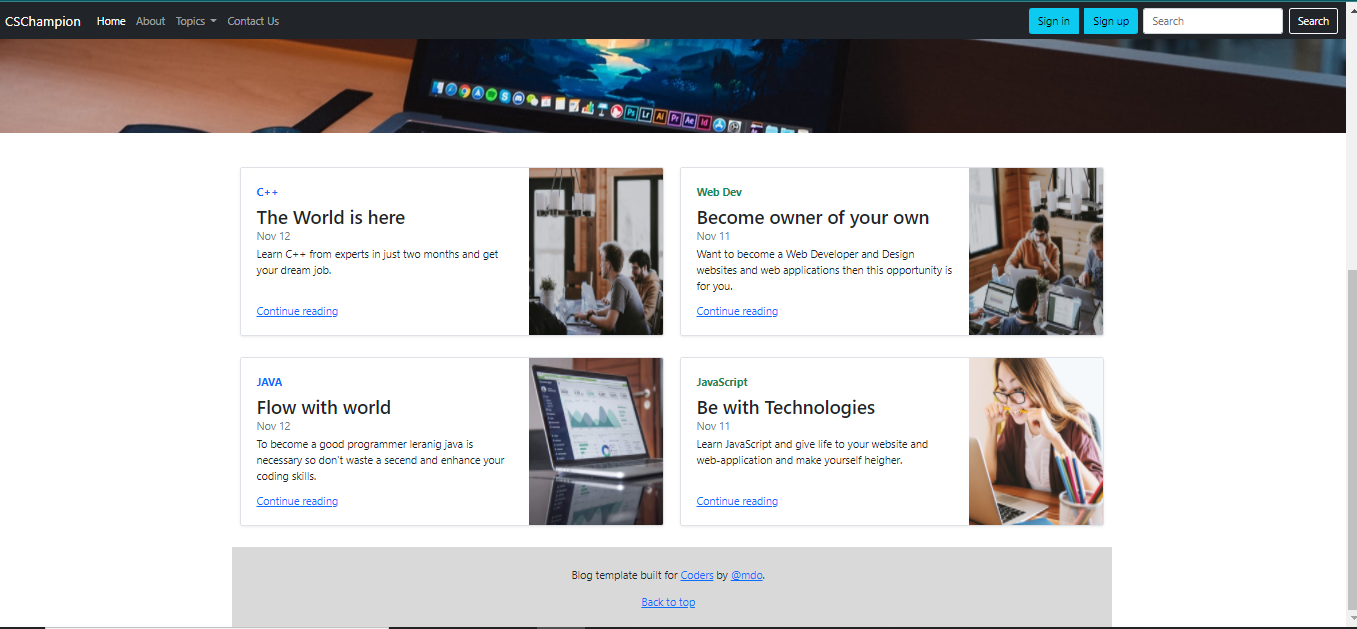 CSChampion Home About Topics Contact Us Sign in Sign up Search Search
C++
The World is here
Nov 12
Learn C++ from experts in just two months and get
your dream job.
Continue reading
Web Dev
Become owner of your own
Nov 11
Want to become a Web Developer and Design
websites and web applications then this opportunity is
for you.
Continue reading
JAVA
Flow with world
Nov 12
To become a good programmer leranig java is
necessary so don't waste a secend and enhance your
coding skills.
Continue reading
JavaScript
Be with Technologies
Nov 11
Learn JavaScript and give life to your website and
web-application and make yourself heigher.
Continue reading
Blog template built for Coders by @mdo.
Back to top